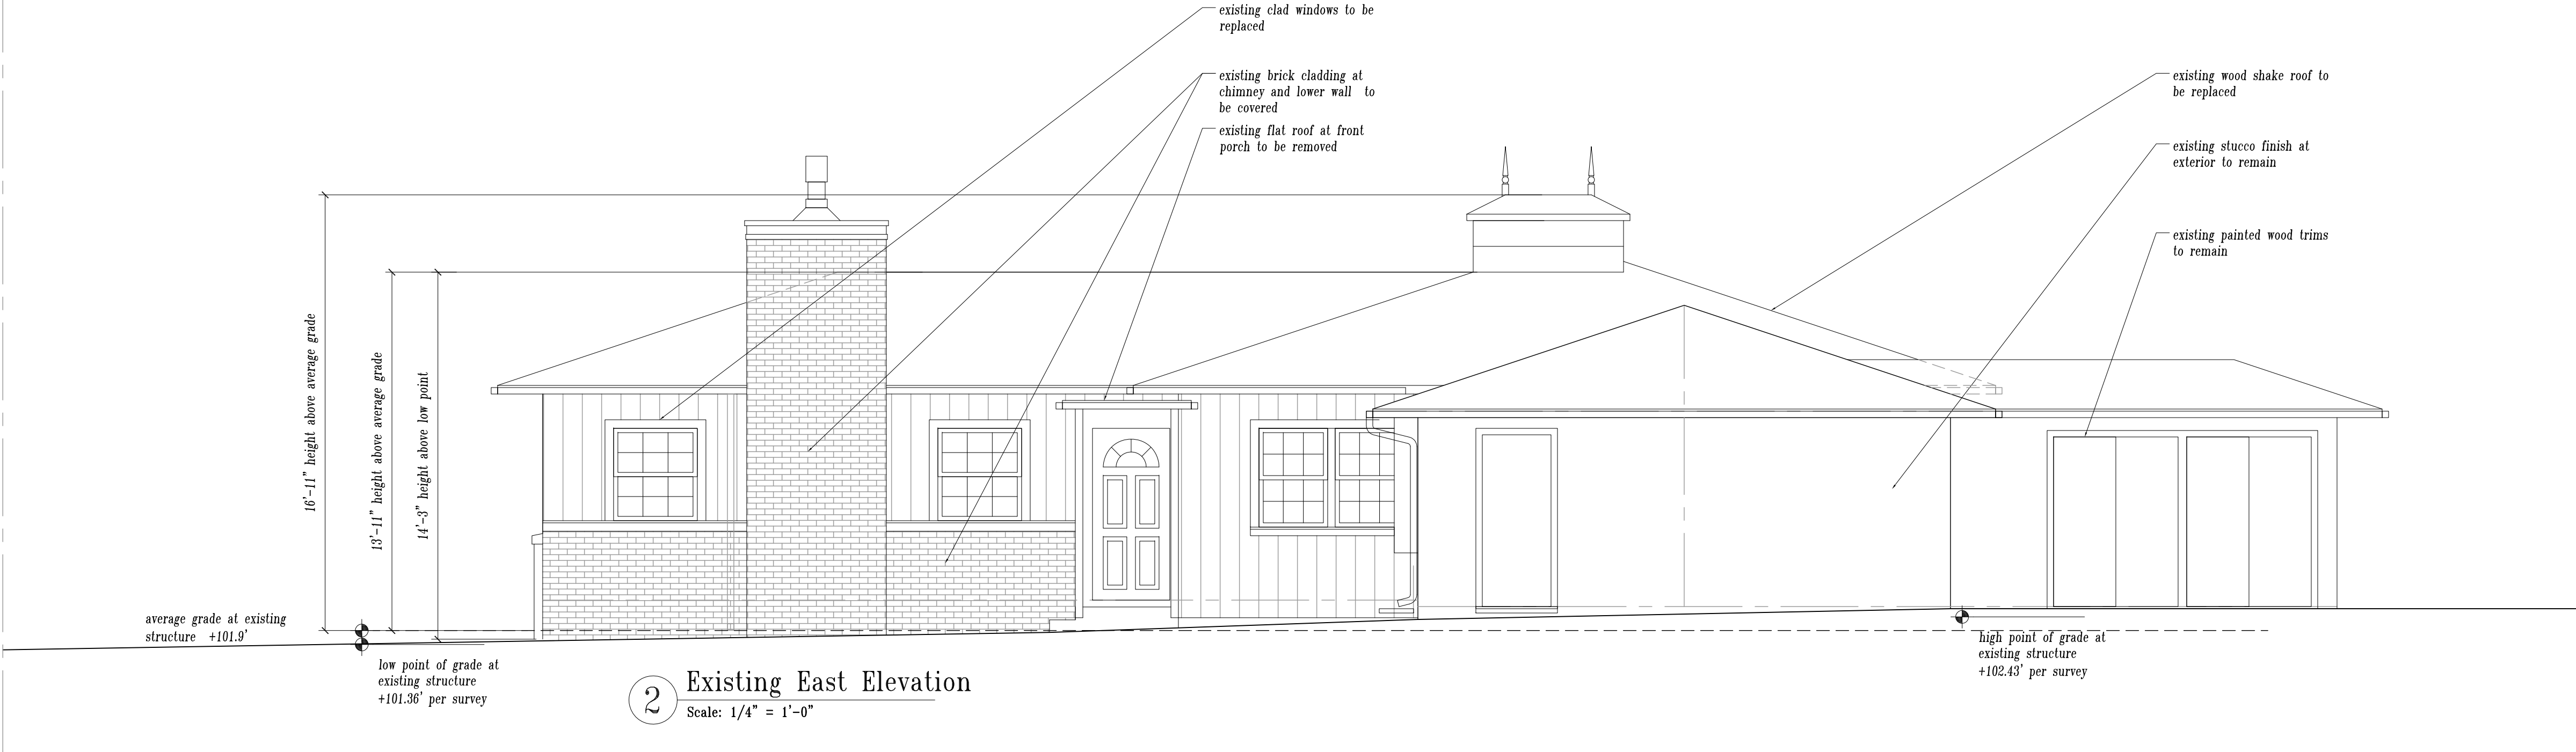 existing clad windows to be
replaced
existing brick cladding at
chimney and lower wall to
be covered
existing flat roof at front
porch to be removed
existing wood shake roof to
be replaced
existing stucco finish at
exterior to remain
existing painted wood trims
to remain
16'-11" height above average grade
13'-11" height above average grade
14'-3" height above low point
average grade at existing
structure +101.9'
low point of grade at
existing structure
+101.36' per survey
high point of grade at
existing structure
+102.43' per survey
2
Existing East Elevation
Scale: 1/4" = 1'-0"